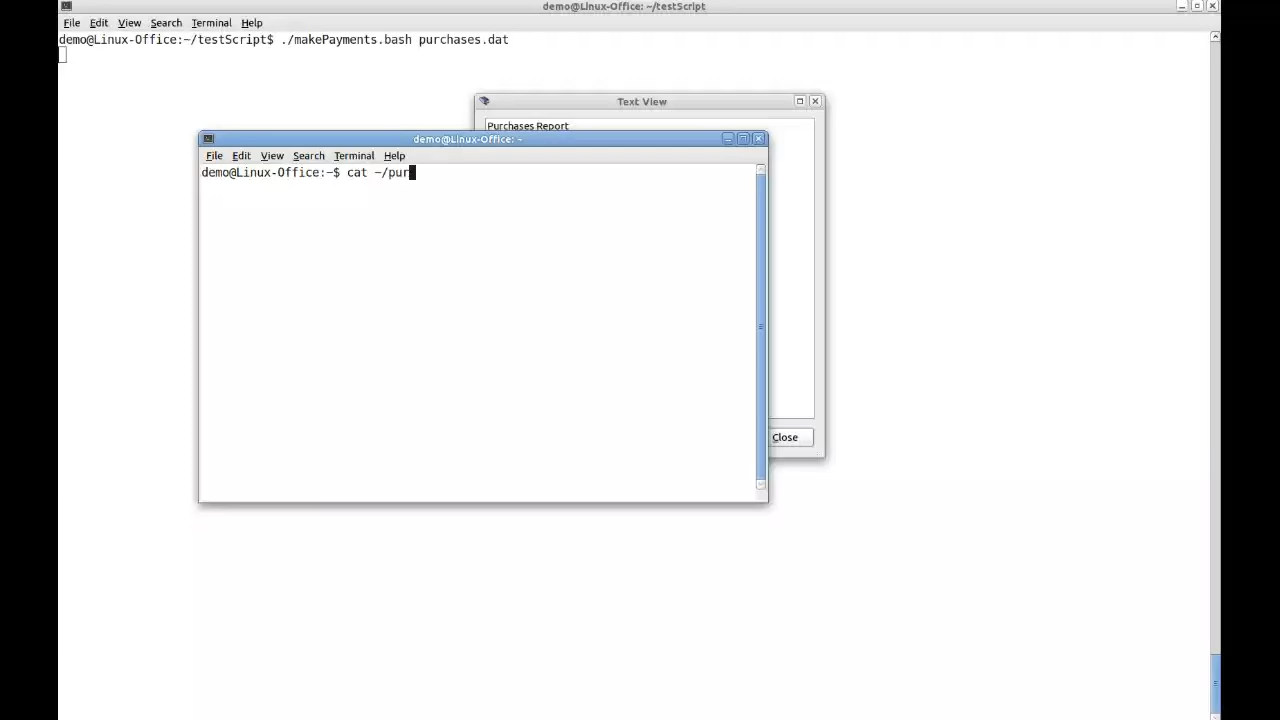 demo@Linux-Office: ~/testScript
File Edit View Search Terminal Help
demo@Linux-Office:~/testScript$ ./makePayments.bash purchases.dat
Text View
Purchases Report
demo@Linux-Office: ~
File Edit View Search Terminal Help
demo@Linux-Office:~$ cat ~/pur
Close